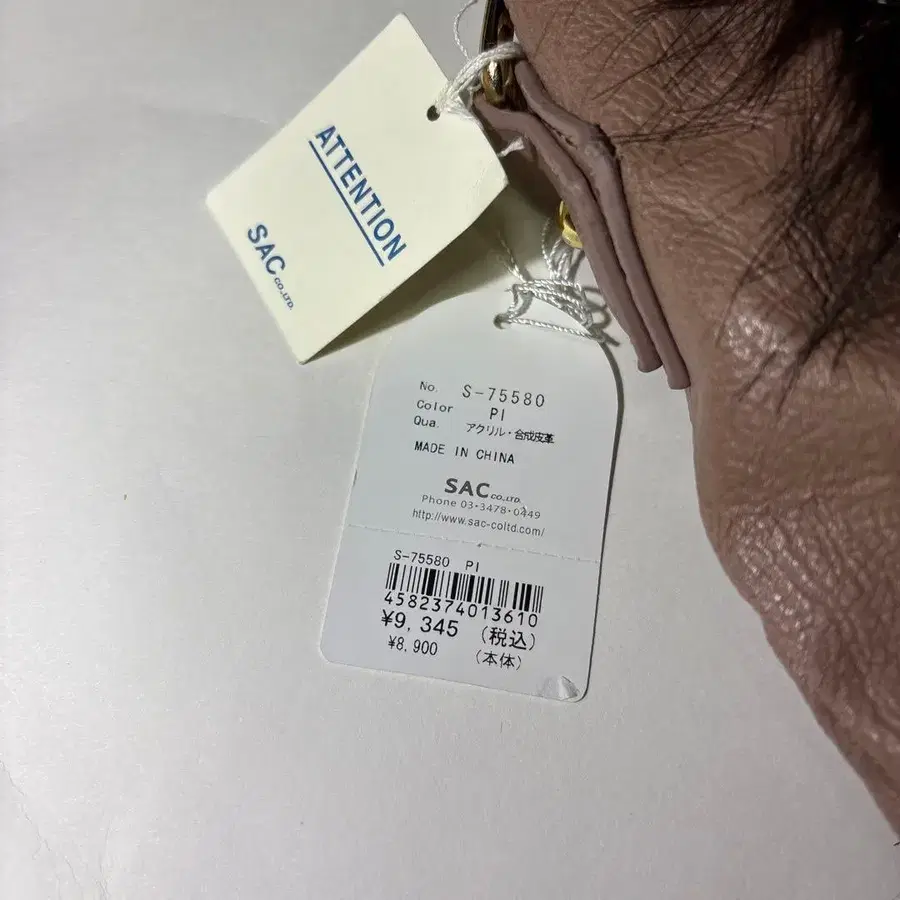 ATTENTION
SAC CO.,LTD.
No. S-75580
Color PI
Qua. アクリル・合成皮革
MADE IN CHINA
SAC CO.,LTD.
Phone 03・3478・0449
http://www.sac-coltd.com/
S-75580 PI
4582374013610
¥9,345 (税込)
¥8,900 (本体)